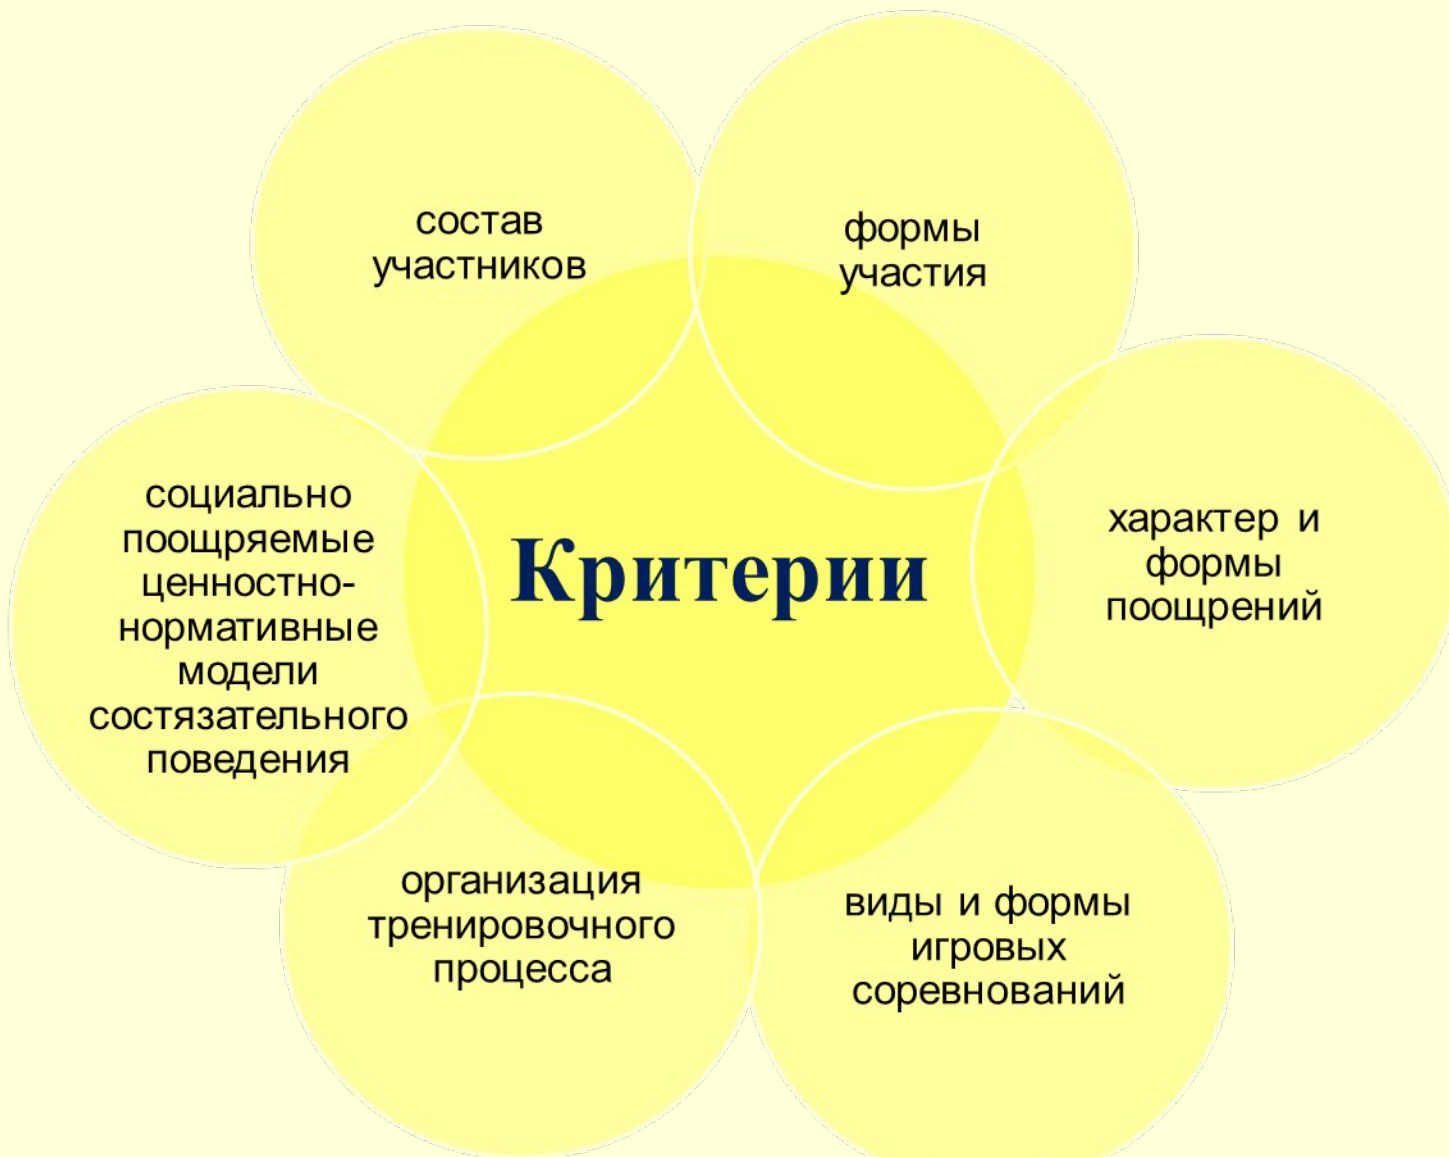 состав
участников
формы
участия
характер и
формы
поощрений
социально
поощряемые
ценностно-
нормативные
модели
состязательного
поведения
Критерии
организация
тренировочного
процесса
виды и формы
игровых
соревнований